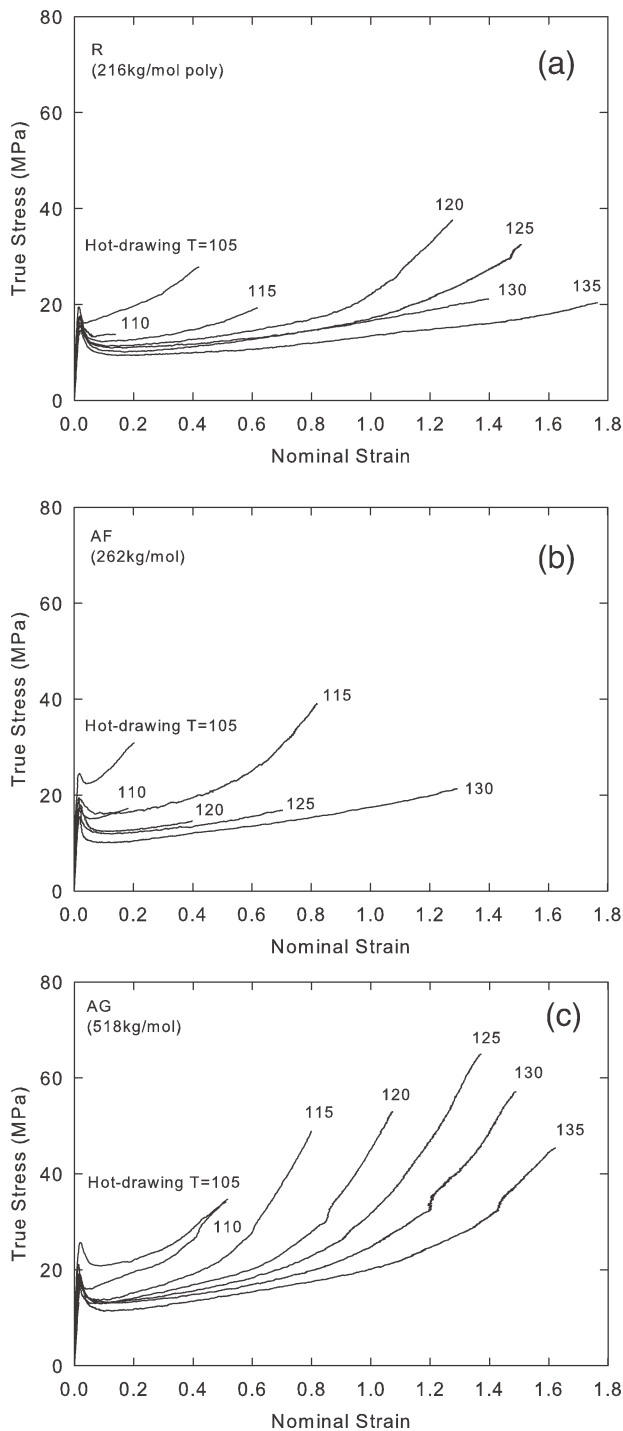 R
(216kg/mol poly)
(a)
80
60
40
20
0
True Stress (MPa)
Hot-drawing T=105
110
115
120
125
130
135
0.0 0.2 0.4 0.6 0.8 1.0 1.2 1.4 1.6 1.8
Nominal Strain
AF
(262kg/mol)
(b)
80
60
40
20
0
True Stress (MPa)
Hot-drawing T=105
110
115
120
125
130
0.0 0.2 0.4 0.6 0.8 1.0 1.2 1.4 1.6 1.8
Nominal Strain
AG
(518kg/mol)
(c)
80
60
40
20
0
True Stress (MPa)
Hot-drawing T=105
110
115
120
125
130
135
0.0 0.2 0.4 0.6 0.8 1.0 1.2 1.4 1.6 1.8
Nominal Strain